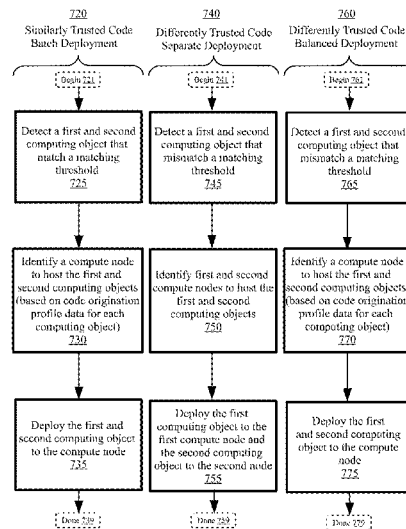 720
Similarly Trusted Code
Batch Deployment
Begin 721
Detect a first and second
computing object that
match a matching
threshold
725
Identify a compute node
to host the first and
second computing objects
(based on code origination
profile data for each
computing object)
730
Deploy the first and
second computing object
to the compute node
735
Done 739
740
Differently Trusted Code
Separate Deployment
Begin 741
Detect a first and second
computing object that
mismatch a matching
threshold
745
Identify first and second
compute nodes to host
the first and second
computing objects
750
Deploy the first
computing object to the
first compute node and
the second computing
object to the second node
755
Done 759
760
Differently Trusted Code
Balanced Deployment
Begin 761
Detect a first and second
computing object that
mismatch a matching
threshold
765
Identify a compute node
to host the first and
second computing objects
(based on code origination
profile data for each
computing object)
770
Deploy the first
and second computing
object to the compute
node
775
Done 779